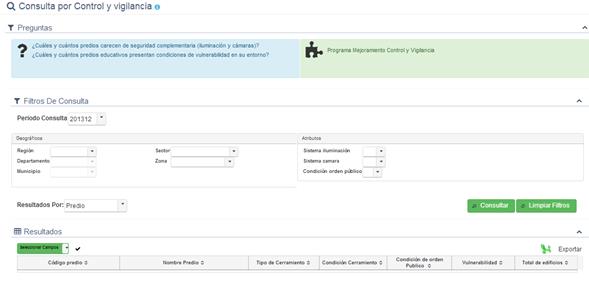 Consulta por Control y vigilancia
Preguntas
¿Cuáles y cuántos predios carecen de seguridad complementaria (iluminación y cámaras)?
¿Cuáles y cuántos predios educativos presentan condiciones de vulnerabilidad en su entorno?
Programa Mejoramiento Control y Vigilancia
Filtros De Consulta
Periodo Consulta 201312
Geográficos
Atributos
Región
Sector
Sistema iluminación
Departamento
Zona
Sistema camara
Municipio
Condición orden público
Resultados Por: Predio
Consultar
Limpiar Filtros
Resultados
Seleccionar Campos
Exportar
Código predio
Nombre Predio
Tipo de Cerramiento
Condición Cerramiento
Condición de orden
Publico
Vulnerabilidad
Total de edificios